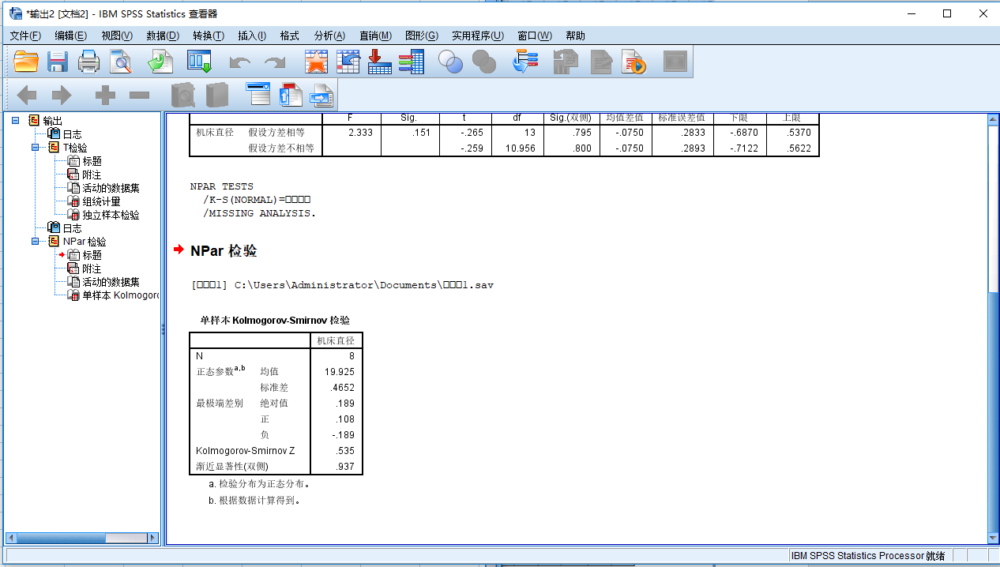 *输出2 [文档2] - IBM SPSS Statistics 查看器
文件(F) 编辑(E) 视图(V) 数据(D) 转换(T) 插入(I) 格式 分析(A) 直销(M) 图形(G) 实用程序(U) 窗口(W) 帮助
输出
日志
T检验
标题
附注
活动的数据集
组统计量
独立样本检验
日志
NPar 检验
标题
附注
活动的数据集
单样本 Kolmogoro
F Sig. t df Sig.(双侧) 均值差值 标准误差值 下限 上限
机床直径 假设方差相等 2.333 .151 -.265 13 .795 -.0750 .2833 -.6870 .5370
假设方差不相等 -.259 10.956 .800 -.0750 .2893 -.7122 .5622
NPAR TESTS
/K-S(NORMAL)=□□□□
/MISSING ANALYSIS.
NPar 检验
[□□□1] C:\Users\Administrator\Documents\□□□1.sav
单样本 Kolmogorov-Smirnov 检验
机床直径
N 8
正态参数a,b 均值 19.925
标准差 .4652
最极端差别 绝对值 .189
正 .108
负 -.189
Kolmogorov-Smirnov Z .535
渐近显著性(双侧) .937
a. 检验分布为正态分布。
b. 根据数据计算得到。
IBM SPSS Statistics Processor 就绪